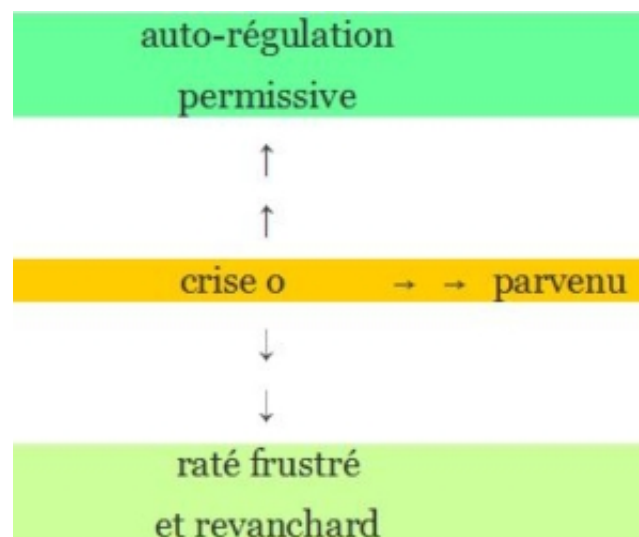 auto-régulation
permissive
↑
↑
crise o → → parvenu
↓
↓
raté frustré
et revanchard